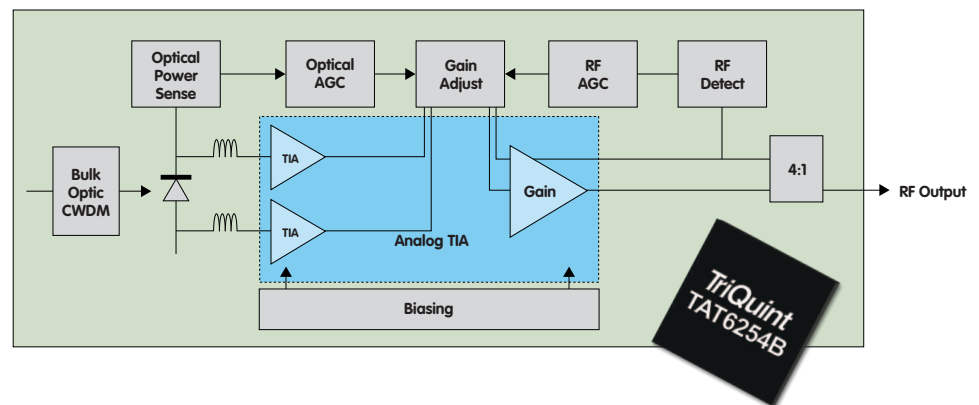 Optical
Power
Sense
Optical
AGC
Gain
Adjust
RF
AGC
RF
Detect
Bulk
Optic
CWDM
TIA
TIA
Gain
4:1
RF Output
Analog TIA
Biasing
TriQuint
TAT6254B